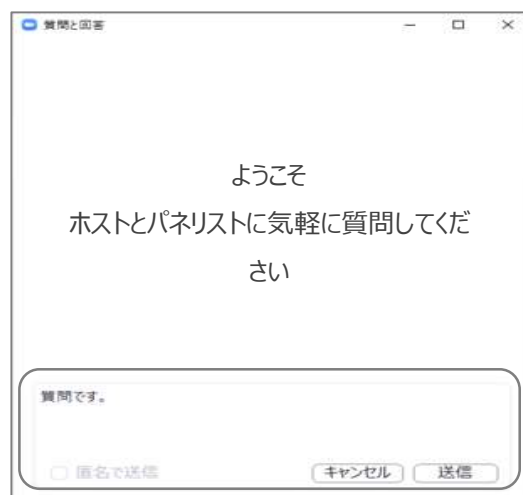 質問と回答
ようこそ
ホストとパネリストに気軽に質問してくだ
さい
質問です。
匿名で送信
キャンセル 送信